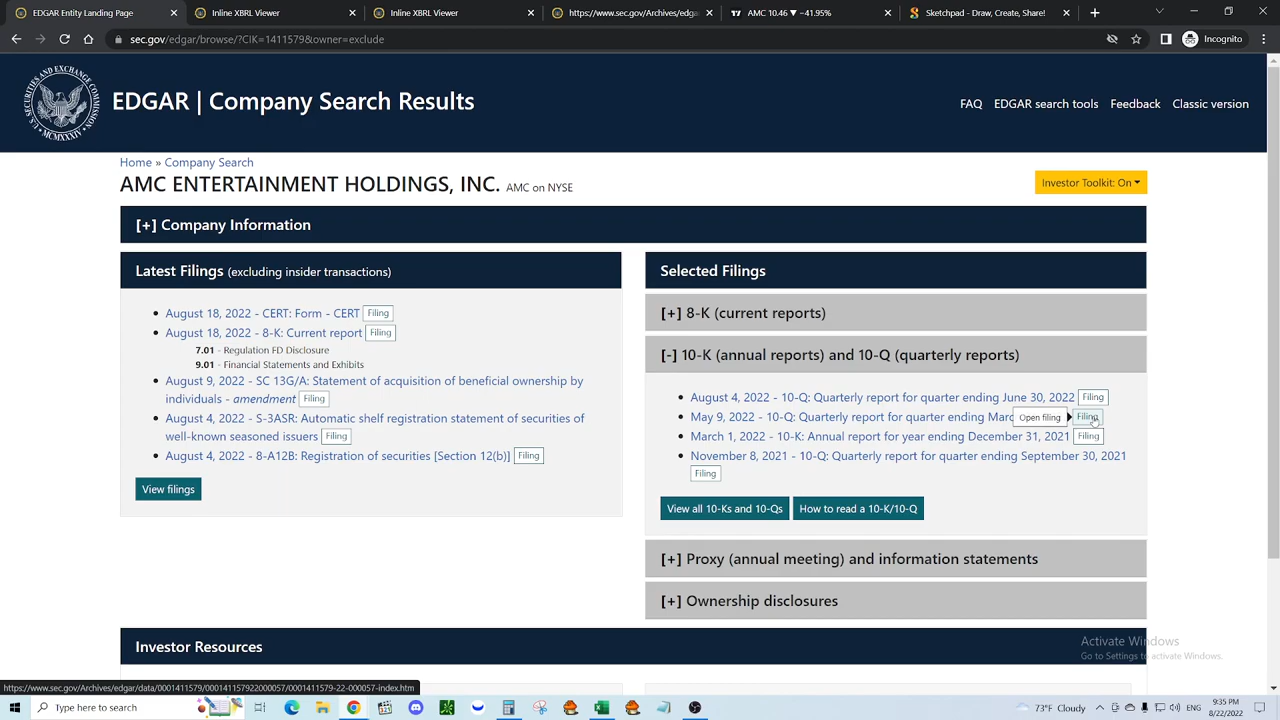 Entity Landing Page
Inline XBRL Viewer
Inline XBRL Viewer
https://www.sec.gov/Archives/edga
AMC 10.46 ▼ -41.95%
Sketchpad - Draw, Create, Share!
sec.gov/edgar/browse/?CIK=1411579&owner=exclude
Incognito
EDGAR | Company Search Results
FAQ EDGAR search tools Feedback Classic version
Home » Company Search
AMC ENTERTAINMENT HOLDINGS, INC. AMC on NYSE
Investor Toolkit: On
[+] Company Information
Latest Filings (excluding insider transactions)
August 18, 2022 - CERT: Form - CERT Filing
August 18, 2022 - 8-K: Current report Filing
7.01 - Regulation FD Disclosure
9.01 - Financial Statements and Exhibits
August 9, 2022 - SC 13G/A: Statement of acquisition of beneficial ownership by
individuals - amendment Filing
August 4, 2022 - S-3ASR: Automatic shelf registration statement of securities of
well-known seasoned issuers Filing
August 4, 2022 - 8-A12B: Registration of securities [Section 12(b)] Filing
View filings
Selected Filings
[+] 8-K (current reports)
[-] 10-K (annual reports) and 10-Q (quarterly reports)
August 4, 2022 - 10-Q: Quarterly report for quarter ending June 30, 2022 Filing
May 9, 2022 - 10-Q: Quarterly report for quarter ending Marc Open filing Filing
March 1, 2022 - 10-K: Annual report for year ending December 31, 2021 Filing
November 8, 2021 - 10-Q: Quarterly report for quarter ending September 30, 2021
Filing
View all 10-Ks and 10-Qs How to read a 10-K/10-Q
[+] Proxy (annual meeting) and information statements
[+] Ownership disclosures
Investor Resources
Activate Windows
Go to Settings to activate Windows.
https://www.sec.gov/Archives/edgar/data/0001411579/000141157922000057/0001411579-22-000057-index.htm
Type here to search
73°F Cloudy
9:35 PM
8/22/2022